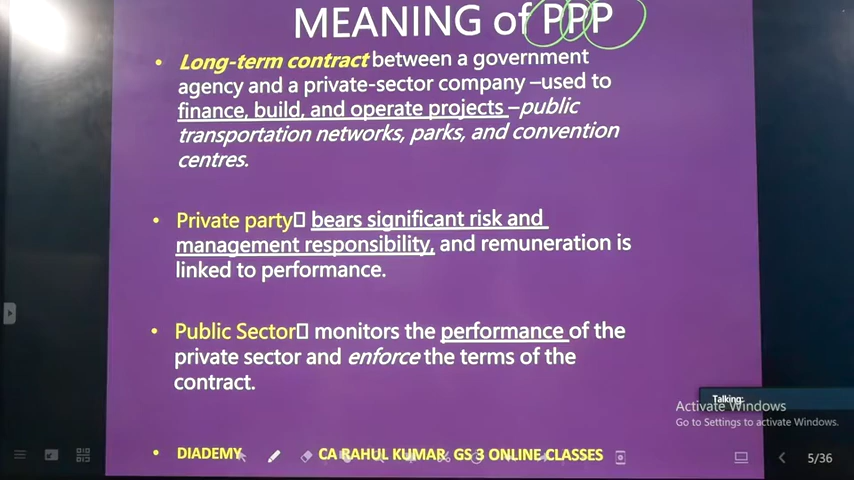 MEANING of PPP
• Long-term contract between a government
agency and a private-sector company –used to
finance, build, and operate projects –public
transportation networks, parks, and convention
centres.
• Private party▯ bears significant risk and
management responsibility, and remuneration is
linked to performance.
• Public Sector▯ monitors the performance of the
private sector and enforce the terms of the
contract.
Talking:
Activate Windows
Go to Settings to activate Windows.
• DIADEMY CA RAHUL KUMAR GS 3 ONLINE CLASSES
5/36